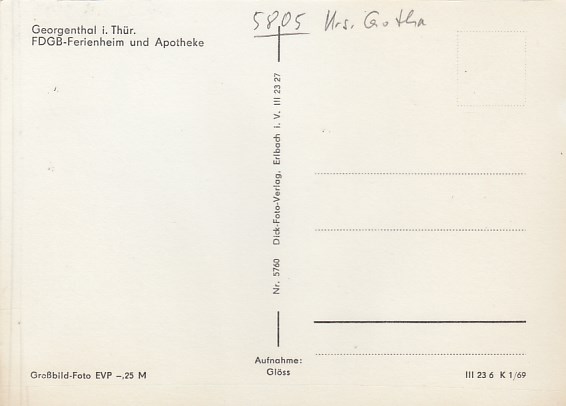 Georgenthal i. Thür.
FDGB-Ferienheim und Apotheke
5805 Krs. Gotha
Nr. 5760 Dick-Foto-Verlag, Erlbach i. V. III 23 27
Aufnahme:
Glöss
Großbild-Foto EVP –,25 M
III 23 6 K 1/69